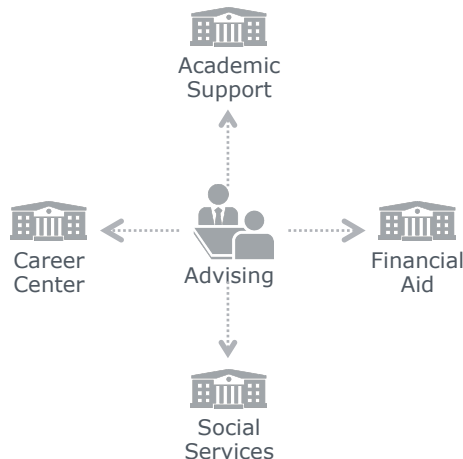 Academic
Support
Career
Center
Advising
Financial
Aid
Social
Services